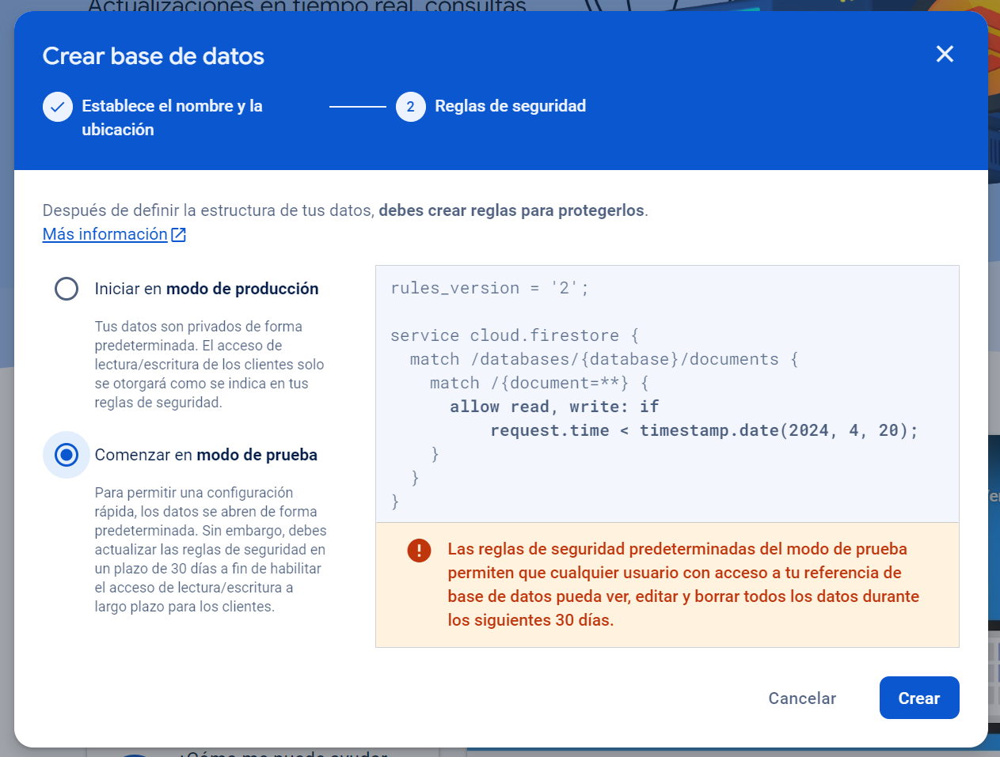 Actualizaciones en tiempo real, consultas
Crear base de datos
Establece el nombre y la
ubicación
2 Reglas de seguridad
Después de definir la estructura de tus datos, debes crear reglas para protegerlos.
Más información
Iniciar en modo de producción
Tus datos son privados de forma
predeterminada. El acceso de
lectura/escritura de los clientes solo
se otorgará como se indica en tus
reglas de seguridad.
Comenzar en modo de prueba
Para permitir una configuración
rápida, los datos se abren de forma
predeterminada. Sin embargo, debes
actualizar las reglas de seguridad en
un plazo de 30 días a fin de habilitar
el acceso de lectura/escritura a
largo plazo para los clientes.
rules_version = '2';
service cloud.firestore {
match /databases/{database}/documents {
match /{document=**} {
allow read, write: if
request.time < timestamp.date(2024, 4, 20);
}
}
}
Las reglas de seguridad predeterminadas del modo de prueba
permiten que cualquier usuario con acceso a tu referencia de
base de datos pueda ver, editar y borrar todos los datos durante
los siguientes 30 días.
Cancelar
Crear
¿Cómo me puede ayudar